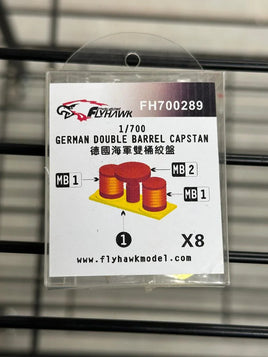 FLYHAWK
FH700289
1/700
GERMAN DOUBLE BARREL CAPSTAN
德國海軍雙桶絞盤
MB 1
MB 2
MB 1
1
X8
www.flyhawkmodel.com